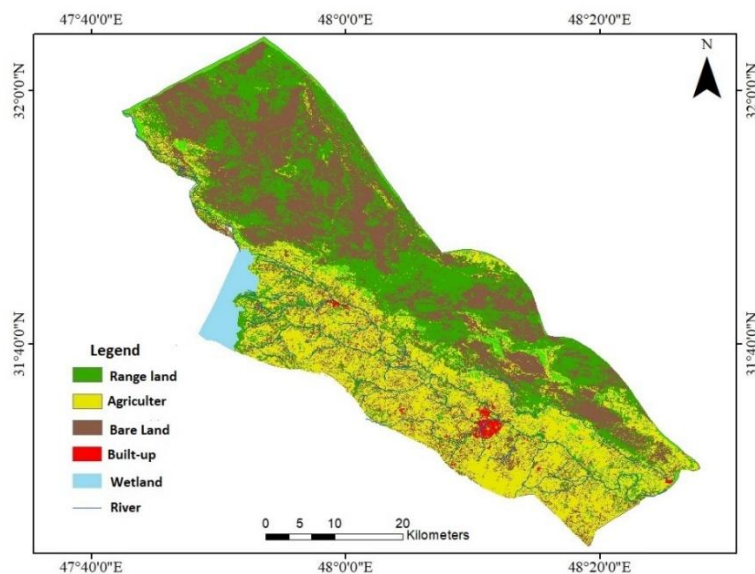 47°40'0"E 48°0'0"E 48°20'0"E
N
32°0'0"N 32°0'0"N
31°40'0"N 31°40'0"N
Legend
Range land
Agriculter
Bare Land
Built-up
Wetland
River
0 5 10 20
Kilometers
47°40'0"E 48°0'0"E 48°20'0"E